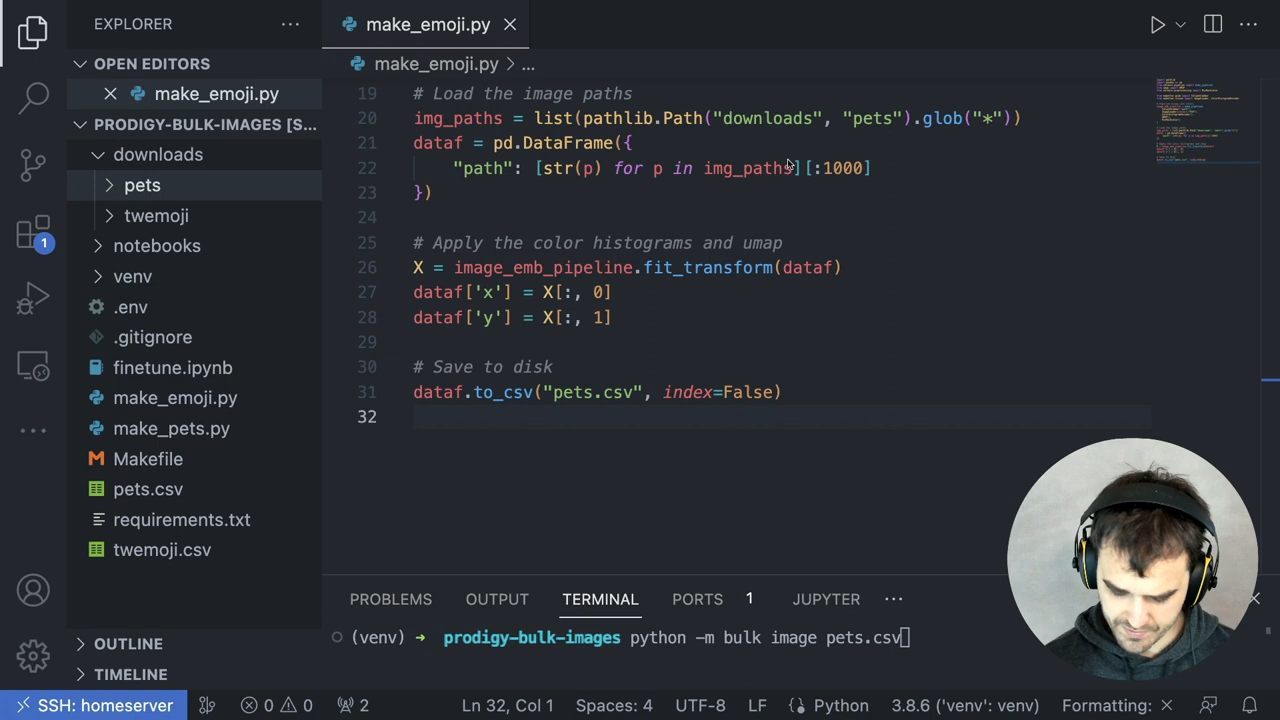 EXPLORER
make_emoji.py
OPEN EDITORS
make_emoji.py
PRODIGY-BULK-IMAGES [S...
downloads
pets
twemoji
notebooks
venv
.env
.gitignore
finetune.ipynb
make_emoji.py
make_pets.py
Makefile
pets.csv
requirements.txt
twemoji.csv
OUTLINE
TIMELINE
1
make_emoji.py > ...
19 # Load the image paths
20 img_paths = list(pathlib.Path("downloads", "pets").glob("*"))
21 dataf = pd.DataFrame({
22 "path": [str(p) for p in img_paths][:1000]
23 })
24
25 # Apply the color histograms and umap
26 X = image_emb_pipeline.fit_transform(dataf)
27 dataf['x'] = X[:, 0]
28 dataf['y'] = X[:, 1]
29
30 # Save to disk
31 dataf.to_csv("pets.csv", index=False)
32
PROBLEMS OUTPUT TERMINAL PORTS 1 JUPYTER ...
(venv) → prodigy-bulk-images python -m bulk image pets.csv
SSH: homeserver 0 0 2 Ln 32, Col 1 Spaces: 4 UTF-8 LF Python 3.8.6 ('venv': venv) Formatting: ×